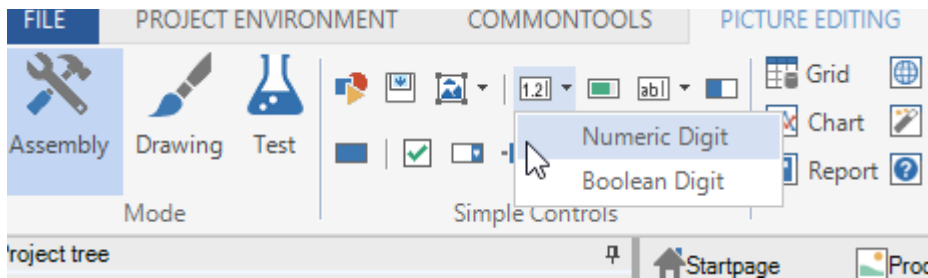 FILE PROJECT ENVIRONMENT COMMONTOOLS PICTURE EDITING
1.2
ab
Grid
Numeric Digit
Chart
Assembly Drawing Test
Boolean Digit
Report
Mode Simple Controls
Project tree
Startpage